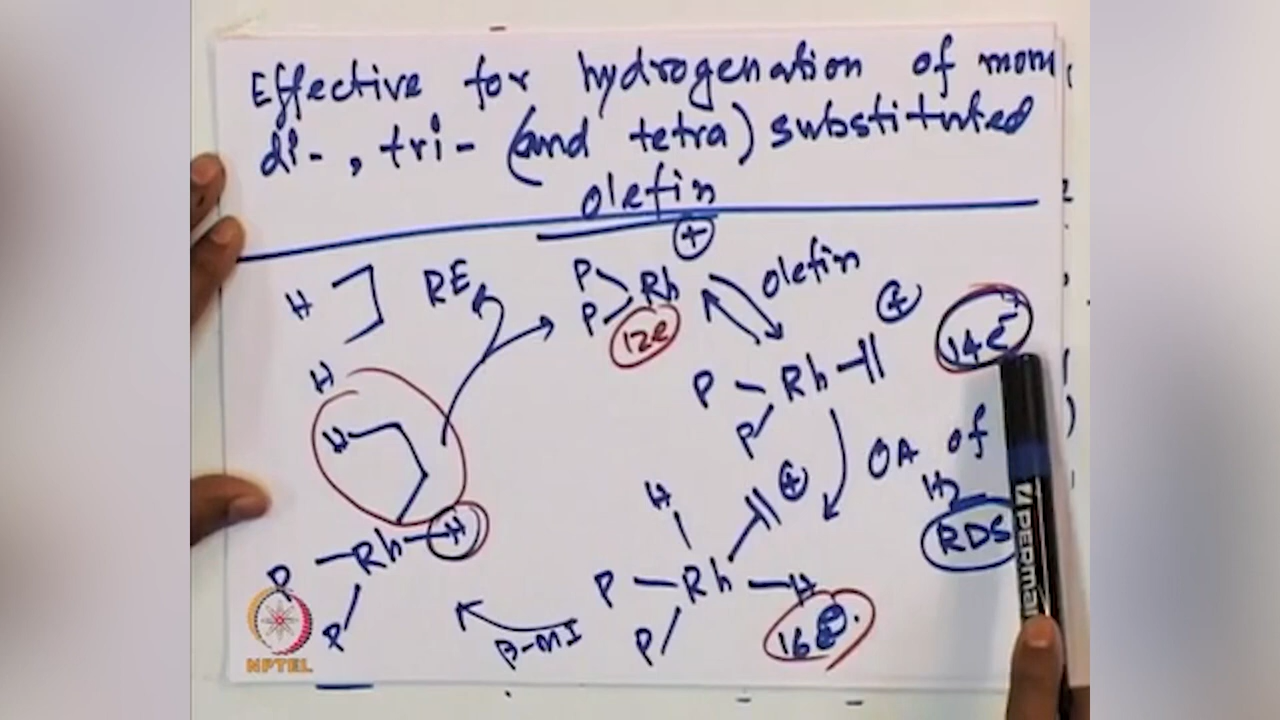 Effective for hydrogenation of mono
di-, tri- (and tetra) substituted
olefin
H
RE
P Rh ⊕
P
12e
olefin
H
P Rh ⊕
P
14e⁻
H
OA of
H2
RDS
H ⊕
P Rh H
P
16e⁻
β-MI
P Rh H
P
NPTEL
PERMA